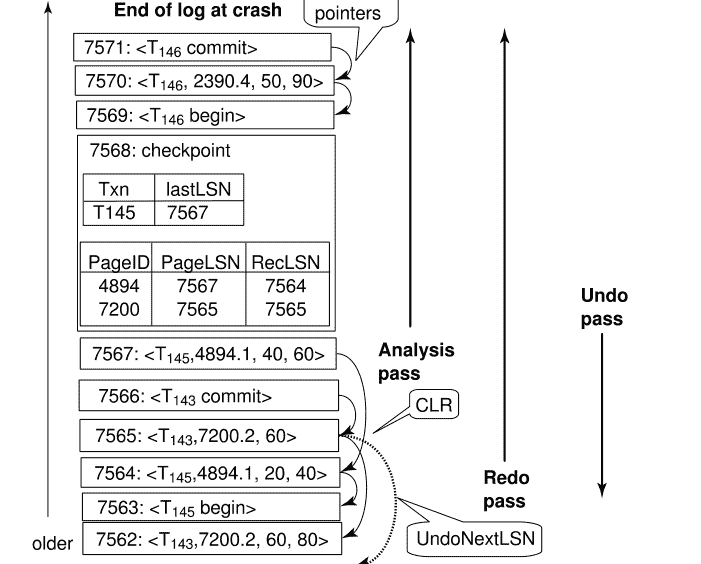 End of log at crash
pointers
7571: <T146 commit>
7570: <T146, 2390.4, 50, 90>
7569: <T146 begin>
7568: checkpoint
Txn lastLSN
T145 7567
PageID PageLSN RecLSN
4894 7567 7564
7200 7565 7565
Undo
pass
7567: <T145,4894.1, 40, 60>
Analysis
pass
7566: <T143 commit>
CLR
7565: <T143,7200.2, 60>
7564: <T145,4894.1, 20, 40>
Redo
pass
7563: <T145 begin>
older
7562: <T143,7200.2, 60, 80>
UndoNextLSN